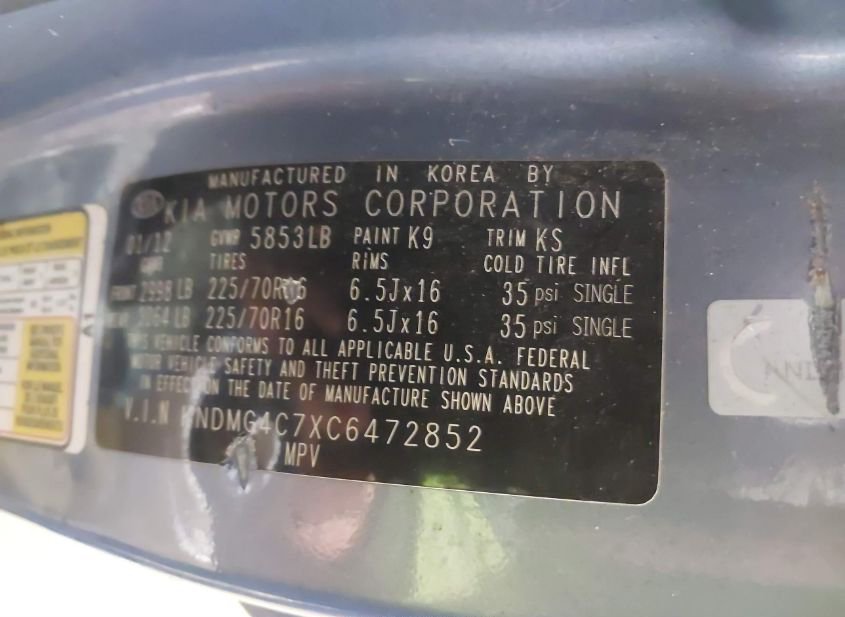 MANUFACTURED IN KOREA BY
KIA MOTORS CORPORATION
01/12 GVWR 5853LB PAINT K9 TRIM KS
TIRES RiMS COLD TIRE INFL
FRONT 2998 LB 225/70R16 6.5Jx16 35 psi SINGLE
3064 LB 225/70R16 6.5Jx16 35 psi SINGLE
THIS VEHICLE CONFORMS TO ALL APPLICABLE U.S.A. FEDERAL
MOTOR VEHICLE SAFETY AND THEFT PREVENTION STANDARDS
IN EFFECT ON THE DATE OF MANUFACTURE SHOWN ABOVE
V.I.N KNDMG4C7XC6472852
MPV